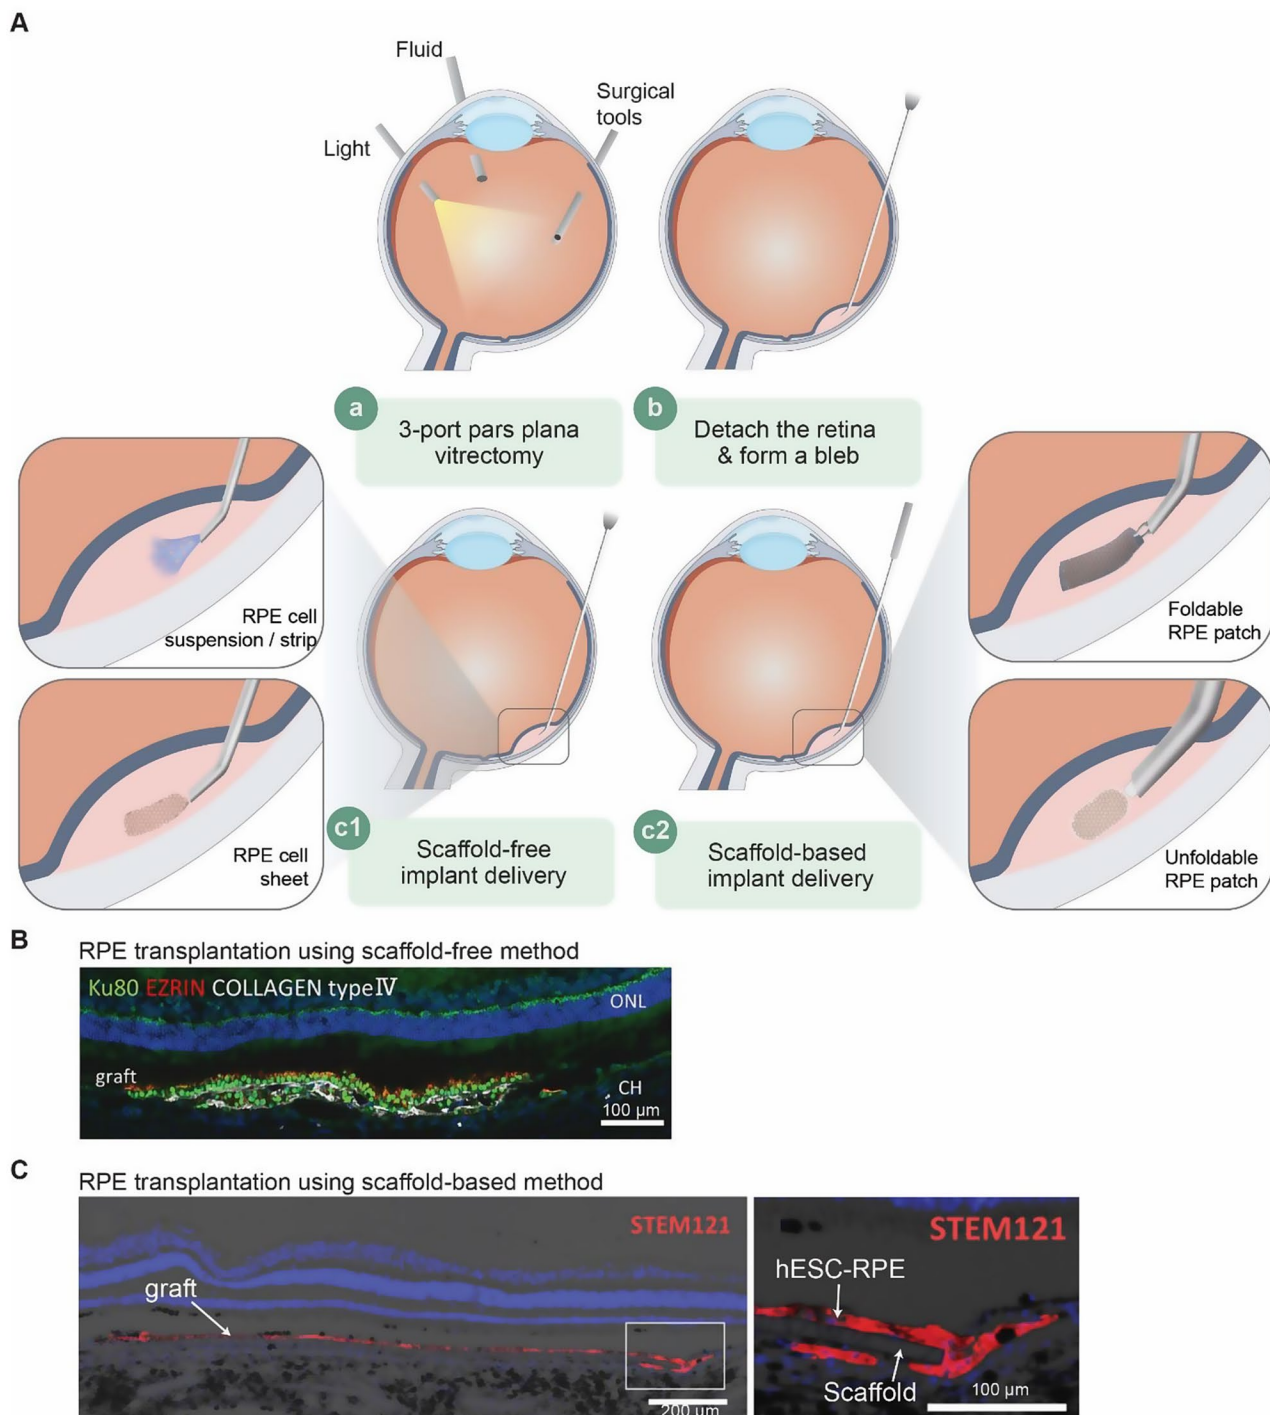 A
Fluid
Surgical
tools
Light
a
3-port pars plana
vitrectomy
b
Detach the retina
& form a bleb
RPE cell
suspension / strip
Foldable
RPE patch
RPE cell
sheet
c1
Scaffold-free
implant delivery
c2
Scaffold-based
implant delivery
Unfoldable
RPE patch
B
RPE transplantation using scaffold-free method
Ku80 EZRIN COLLAGEN typeⅣ
ONL
graft
CH
100 μm
C
RPE transplantation using scaffold-based method
STEM121
graft
200 μm
STEM121
hESC-RPE
Scaffold
100 μm